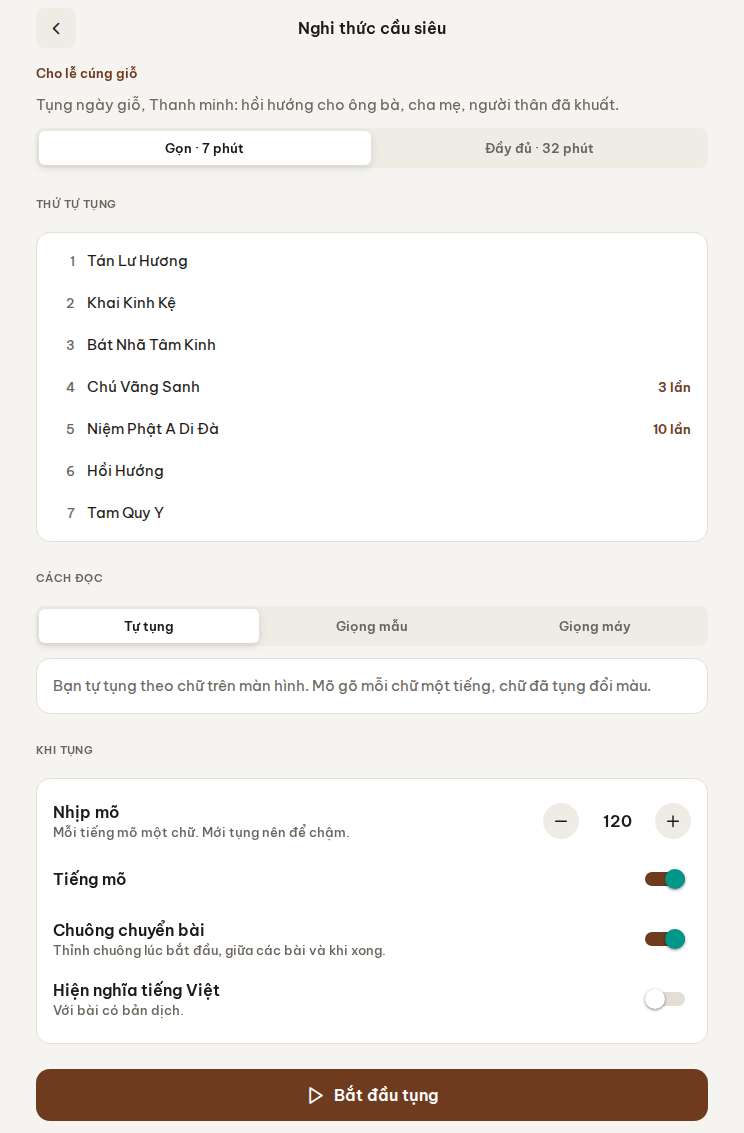 Nghi thức cầu siêu
Cho lễ cúng giỗ
Tụng ngày giỗ, Thanh minh: hồi hướng cho ông bà, cha mẹ, người thân đã khuất.
Gọn · 7 phút
Đầy đủ · 32 phút
THỨ TỰ TỤNG
1 Tán Lư Hương
2 Khai Kinh Kệ
3 Bát Nhã Tâm Kinh
4 Chú Vãng Sanh 3 lần
5 Niệm Phật A Di Đà 10 lần
6 Hồi Hướng
7 Tam Quy Y
CÁCH ĐỌC
Tự tụng
Giọng mẫu
Giọng máy
Bạn tự tụng theo chữ trên màn hình. Mõ gõ mỗi chữ một tiếng, chữ đã tụng đổi màu.
KHI TỤNG
Nhịp mõ
Mỗi tiếng mõ một chữ. Mới tụng nên để chậm.
− 120 +
Tiếng mõ
Chuông chuyển bài
Thỉnh chuông lúc bắt đầu, giữa các bài và khi xong.
Hiện nghĩa tiếng Việt
Với bài có bản dịch.
Bắt đầu tụng